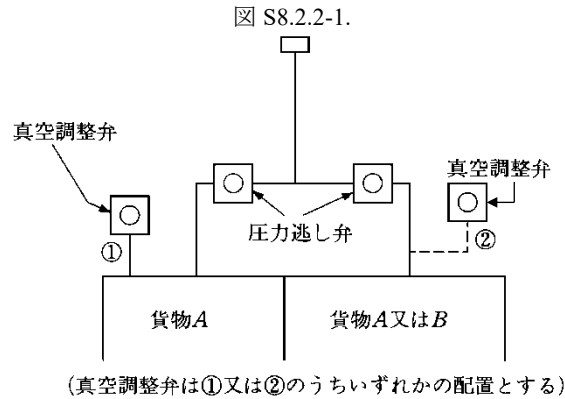 図 S8.2.2-1.
真空調整弁
真空調整弁
圧力逃し弁
①
②
貨物A
貨物A又はB
(真空調整弁は①又は②のうちいずれかの配置とする)